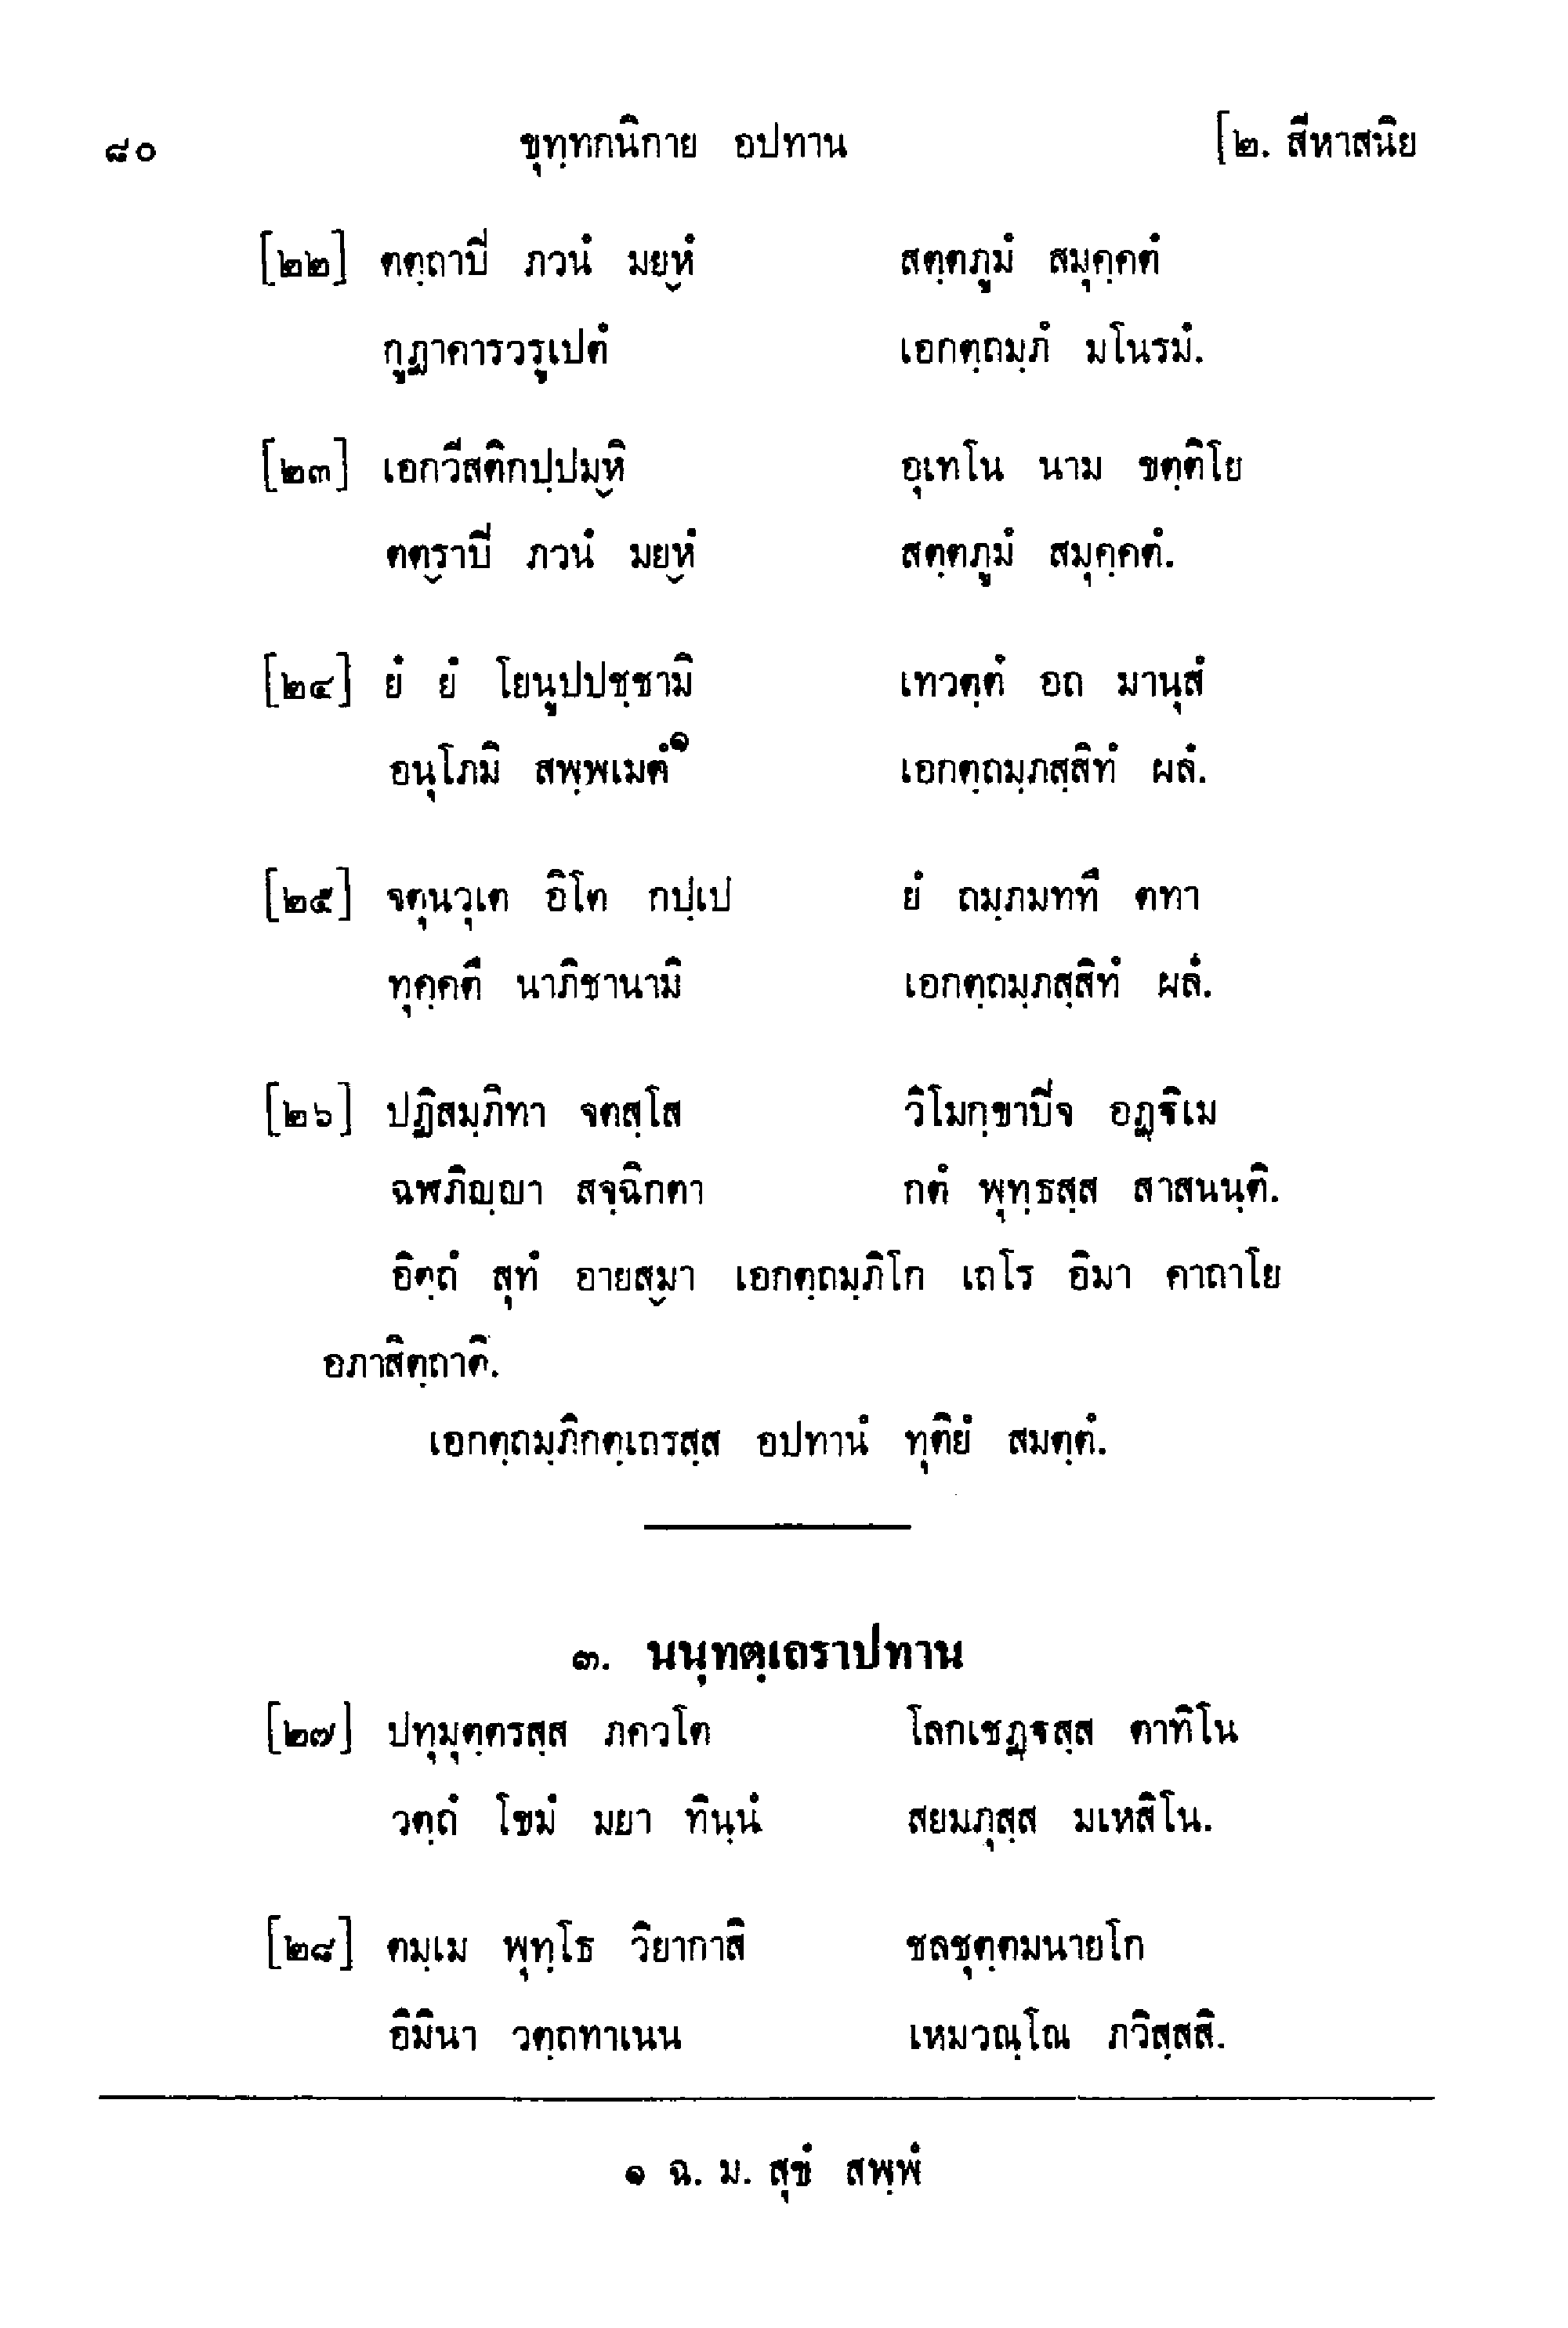 ๘๐ ขุทฺทกนิกาย อปทาน [๒. สีหาสนิย
[๒๒] ตตฺถาปิ ภวนํ มยฺหํ สตฺตภูมํ สมุคฺคตํ
กูฏาคารวรูเปตํ เอกตฺถมฺภํ มโนรมํ.
[๒๓] เอกวีสติกปฺปมฺหิ อุเทโน นาม ขตฺติโย
ตตฺราปิ ภวนํ มยฺหํ สตฺตภูมํ สมุคฺคตํ.
[๒๔] ยํ ยํ โยนูปปชฺชามิ เทวตฺตํ อถ มานุสํ
อนุโภมิ สพฺพเมตํ๑ เอกตฺถมฺภสฺสิทํ ผลํ.
[๒๕] จตุนวุเต อิโต กปฺเป ยํ ถมฺภมททึ ตทา
ทุคฺคตึ นาภิชานามิ เอกตฺถมฺภสฺสิทํ ผลํ.
[๒๖] ปฏิสมฺภิทา จตสฺโส วิโมกฺขาปิจ อฏฺฐิเม
ฉฬภิญฺญา สจฺฉิกตา กตํ พุทฺธสฺส สาสนนฺติ.
อิตฺถํ สุทํ อายสฺมา เอกตฺถมฺภิโก เถโร อิมา คาถาโย
อภาสิตฺถาติ.
เอกตฺถมฺภิกตฺเถรสฺส อปทานํ ทุติยํ สมตฺตํ.
๓. นนฺทตฺเถราปทาน
[๒๗] ปทุมุตฺตรสฺส ภควโต โลกเชฏฺฐสฺส ตาทิโน
วตฺถํ โขมํ มยา ทินฺนํ สยมภุสฺส มเหสิโน.
[๒๘] ตมฺเม พุทฺโธ วิยากาสิ ชลชุตฺตมนายโก
อิมินา วตฺถทาเนน เหมวณฺโณ ภวิสฺสสิ.
๑ ฉ. ม. สุขํ สพฺพํ